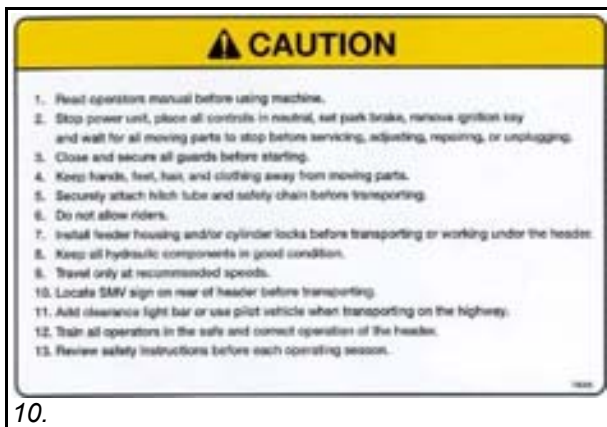 CAUTION
1. Read operators manual before using machine.
2. Stop power unit, place all controls in neutral, set park brake, remove ignition key
and wait for all moving parts to stop before servicing, adjusting, repairing, or unplugging.
3. Close and secure all guards before starting.
4. Keep hands, feet, hair, and clothing away from moving parts.
5. Securely attach hitch tube and safety chain before transporting.
6. Do not allow riders.
7. Install feeder housing and/or cylinder locks before transporting or working under the header.
8. Keep all hydraulic components in good condition.
9. Travel only at recommended speeds.
10. Locate SMV sign on rear of header before transporting.
11. Add clearance light bar or use pilot vehicle when transporting on the highway.
12. Train all operators in the safe and correct operation of the header.
13. Review safety instructions before each operating season.
10.